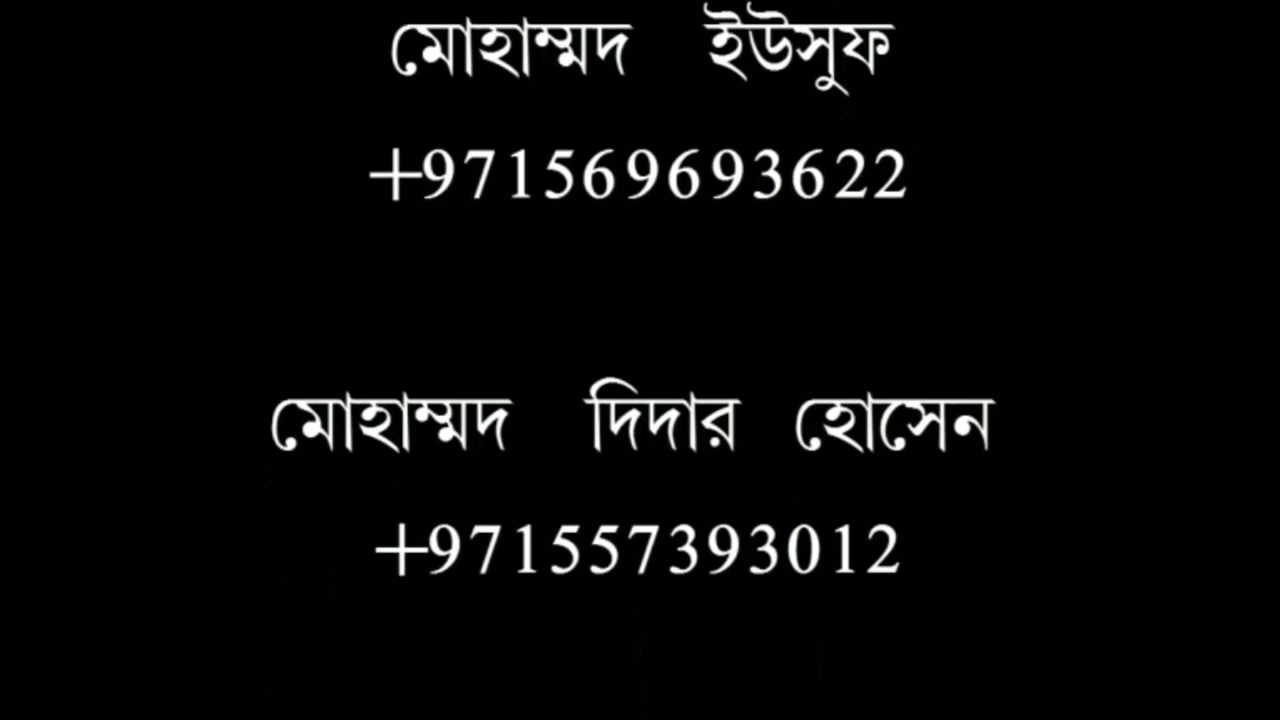 মোহাম্মদ ইউসুফ
+971569693622
মোহাম্মদ দিদার হোসেন
+971557393012